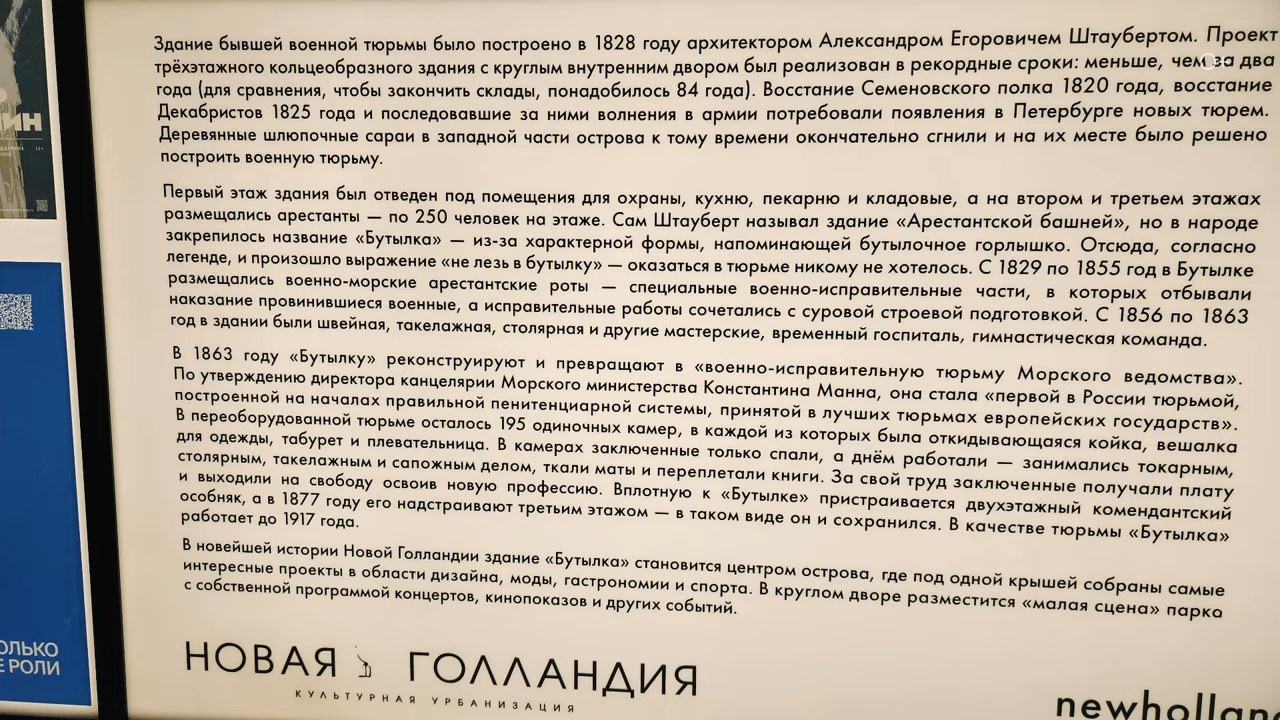 Здание бывшей военной тюрьмы было построено в 1828 году архитектором Александром Егоровичем Штаубертом. Проект
трёхэтажного кольцеобразного здания с круглым внутренним двором был реализован в рекордные сроки: меньше, чем за два
года (для сравнения, чтобы закончить склады, понадобилось 84 года). Восстание Семеновского полка 1820 года, восстание
Декабристов 1825 года и последовавшие за ними волнения в армии потребовали появления в Петербурге новых тюрем.
Деревянные шлюпочные сараи в западной части острова к тому времени окончательно сгнили и на их месте было решено
построить военную тюрьму.
Первый этаж здания был отведен под помещения для охраны, кухню, пекарню и кладовые, а на втором и третьем этажах
размещались арестанты — по 250 человек на этаже. Сам Штауберт называл здание «Арестантской башней», но в народе
закрепилось название «Бутылка» — из-за характерной формы, напоминающей бутылочное горлышко. Отсюда, согласно
легенде, и произошло выражение «не лезь в бутылку» — оказаться в тюрьме никому не хотелось. С 1829 по 1855 год в Бутылке
размещались военно-морские арестантские роты — специальные военно-исправительные части, в которых отбывали
наказание провинившиеся военные, а исправительные работы сочетались с суровой строевой подготовкой. С 1856 по 1863
год в здании были швейная, такелажная, столярная и другие мастерские, временный госпиталь, гимнастическая команда.
В 1863 году «Бутылку» реконструируют и превращают в «военно-исправительную тюрьму Морского ведомства».
По утверждению директора канцелярии Морского министерства Константина Манна, она стала «первой в России тюрьмой,
построенной на началах правильной пенитенциарной системы, принятой в лучших тюрьмах европейских государств».
В переоборудованной тюрьме осталось 195 одиночных камер, в каждой из которых была откидывающаяся койка, вешалка
для одежды, табурет и плевательница. В камерах заключенные только спали, а днём работали — занимались токарным,
столярным, такелажным и сапожным делом, ткали маты и переплетали книги. За свой труд заключенные получали плату
и выходили на свободу освоив новую профессию. Вплотную к «Бутылке» пристраивается двухэтажный комендантский
особняк, а в 1877 году его надстраивают третьим этажом — в таком виде он и сохранился. В качестве тюрьмы «Бутылка»
работает до 1917 года.
В новейшей истории Новой Голландии здание «Бутылка» становится центром острова, где под одной крышей собраны самые
интересные проекты в области дизайна, моды, гастрономии и спорта. В круглом дворе разместится «малая сцена» парка
с собственной программой концертов, кинопоказов и других событий.
ОЛЬКО
Е РОЛИ
НОВАЯ ГОЛЛАНДИЯ
КУЛЬТУРНАЯ УРБАНИЗАЦИЯ
newholland